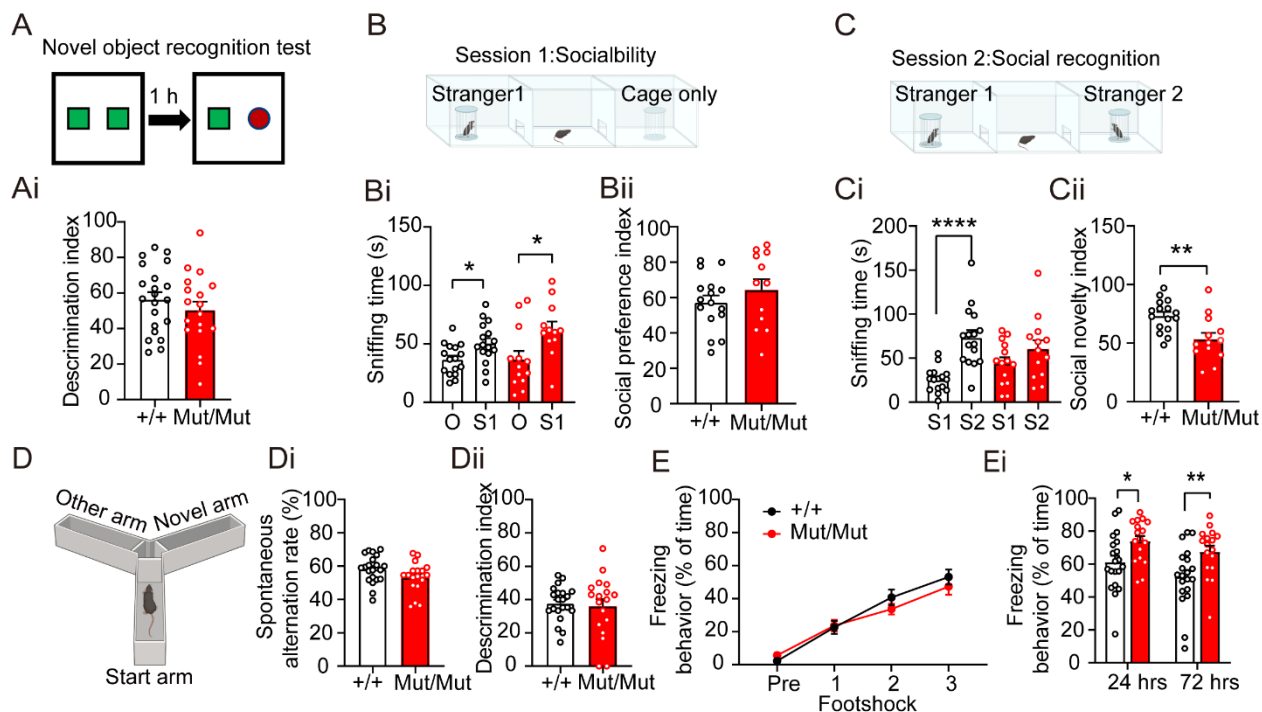 A
Novel object recognition test
1 h
B
Session 1:Socialbility
Stranger1
Cage only
C
Session 2:Social recognition
Stranger 1
Stranger 2
Ai
Descrimination index
100
80
60
40
20
0
+/+ Mut/Mut
Bi
Sniffing time (s)
150
100
50
0
* *
O S1 O S1
Bii
Social preference index
100
80
60
40
20
0
+/+ Mut/Mut
Ci
Sniffing time (s)
200
150
100
50
0
****
S1 S2 S1 S2
Cii
Social novelty index
150
100
50
0
**
+/+ Mut/Mut
D
Other arm
Novel arm
Start arm
Di
Spontaneous
alternation rate (%)
100
80
60
40
20
0
+/+ Mut/Mut
Dii
Descrimination index
100
80
60
40
20
0
+/+ Mut/Mut
E
Freezing
behavior (% of time)
100
80
60
40
20
0
+/+
Mut/Mut
Pre 1 2 3
Footshock
Ei
Freezing
behavior (% of time)
100
80
60
40
20
0
* **
24 hrs 72 hrs